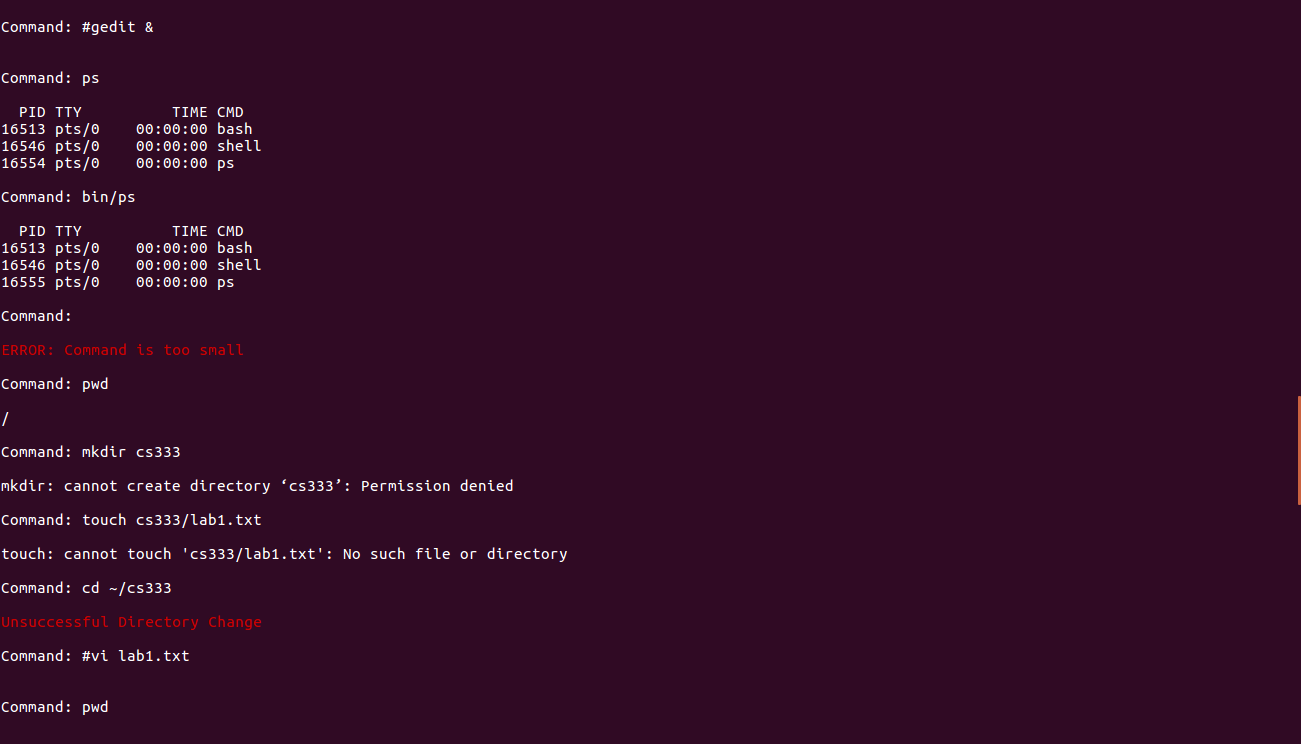 Command: #gedit &
Command: ps
  PID TTY          TIME CMD
16513 pts/0    00:00:00 bash
16546 pts/0    00:00:00 shell
16554 pts/0    00:00:00 ps
Command: bin/ps
  PID TTY          TIME CMD
16513 pts/0    00:00:00 bash
16546 pts/0    00:00:00 shell
16555 pts/0    00:00:00 ps
Command:
ERROR: Command is too small
Command: pwd
/
Command: mkdir cs333
mkdir: cannot create directory ‘cs333’: Permission denied
Command: touch cs333/lab1.txt
touch: cannot touch 'cs333/lab1.txt': No such file or directory
Command: cd ~/cs333
Unsuccessful Directory Change
Command: #vi lab1.txt
Command: pwd